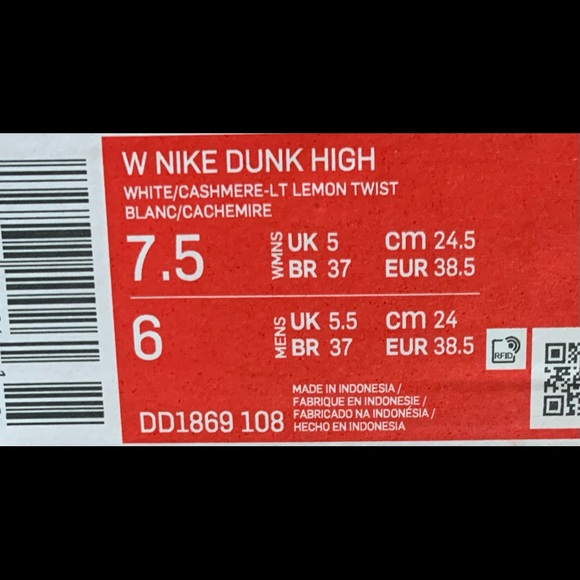 W NIKE DUNK HIGH
WHITE/CASHMERE-LT LEMON TWIST
BLANC/CACHEMIRE
7.5 WMNS UK 5 cm 24.5
BR 37 EUR 38.5
6 MENS UK 5.5 cm 24
BR 37 EUR 38.5
RFID
DD1869 108
MADE IN INDONESIA /
FABRIQUE EN INDONESIE /
FABRICADO NA INDONÉSIA /
HECHO EN INDONESIA